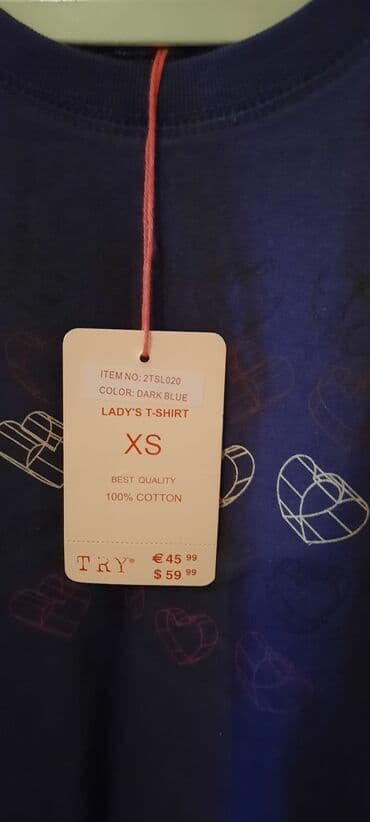 ITEM NO: 2TSL020
COLOR: DARK BLUE
LADY'S T-SHIRT
XS
BEST QUALITY
100% COTTON
TRY® €45 99
$59 99